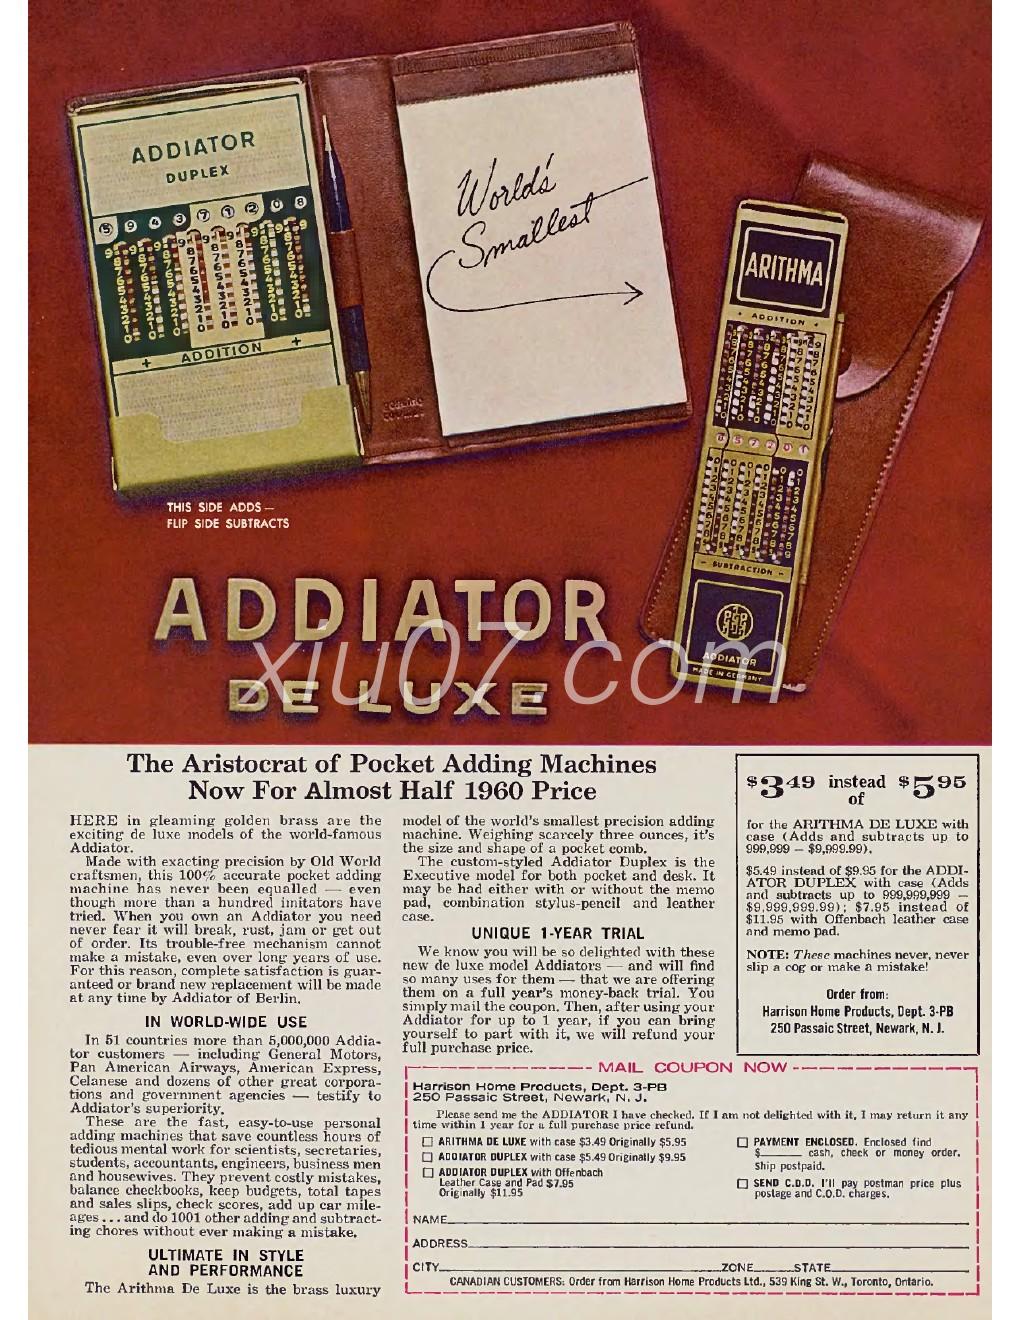 ADDIATOR
DUPLEX
5 9 4 3 7 1 2 0 8
+ ADDITION +
World's
Smallest
GENUINE
ARITHMA
+ ADDITION +
- SUBTRACTION -
ADDIATOR
MADE IN GERMANY
THIS SIDE ADDS —
FLIP SIDE SUBTRACTS
ADDIATOR
DE LUXE
xiu07.com
The Aristocrat of Pocket Adding Machines
Now For Almost Half 1960 Price
HERE in gleaming golden brass are the
exciting de luxe models of the world-famous
Addiator.
Made with exacting precision by Old World
craftsmen, this 100% accurate pocket adding
machine has never been equalled — even
though more than a hundred imitators have
tried. When you own an Addiator you need
never fear it will break, rust, jam or get out
of order. Its trouble-free mechanism cannot
make a mistake, even over long years of use.
For this reason, complete satisfaction is guar-
anteed or brand new replacement will be made
at any time by Addiator of Berlin.
IN WORLD-WIDE USE
In 51 countries more than 5,000,000 Addia-
tor customers — including General Motors,
Pan American Airways, American Express,
Celanese and dozens of other great corpora-
tions and government agencies — testify to
Addiator's superiority.
These are the fast, easy-to-use personal
adding machines that save countless hours of
tedious mental work for scientists, secretaries,
students, accountants, engineers, business men
and housewives. They prevent costly mistakes,
balance checkbooks, keep budgets, total tapes
and sales slips, check scores, add up car mile-
ages ... and do 1001 other adding and subtract-
ing chores without ever making a mistake.
ULTIMATE IN STYLE
AND PERFORMANCE
The Arithma De Luxe is the brass luxury
model of the world's smallest precision adding
machine. Weighing scarcely three ounces, it's
the size and shape of a pocket comb.
The custom-styled Addiator Duplex is the
Executive model for both pocket and desk. It
may be had either with or without the memo
pad, combination stylus-pencil and leather
case.
UNIQUE 1-YEAR TRIAL
We know you will be so delighted with these
new de luxe model Addiators — and will find
so many uses for them — that we are offering
them on a full year's money-back trial. You
simply mail the coupon. Then, after using your
Addiator for up to 1 year, if you can bring
yourself to part with it, we will refund your
full purchase price.
$3.49 instead of $5.95
for the ARITHMA DE LUXE with
case (Adds and subtracts up to
999,999 – $9,999.99).
$5.49 instead of $9.95 for the ADDI-
ATOR DUPLEX with case (Adds
and subtracts up to 999,999,999 –
$9,999,999.99); $7.95 instead of
$11.95 with Offenbach leather case
and memo pad.
NOTE: These machines never, never
slip a cog or make a mistake!
Order from:
Harrison Home Products, Dept. 3-PB
250 Passaic Street, Newark, N. J.
MAIL COUPON NOW
Harrison Home Products, Dept. 3-PB
250 Passaic Street, Newark, N. J.
Please send me the ADDIATOR I have checked. If I am not delighted with it, I may return it any
time within 1 year for a full purchase price refund.
ARITHMA DE LUXE with case $3.49 Originally $5.95
ADDIATOR DUPLEX with case $5.49 Originally $9.95
ADDIATOR DUPLEX with Offenbach
Leather Case and Pad $7.95
Originally $11.95
PAYMENT ENCLOSED. Enclosed find
$______ cash, check or money order.
Ship postpaid.
SEND C.O.D. I'll pay postman price plus
postage and C.O.D. charges.
NAME
ADDRESS
CITY ZONE STATE
CANADIAN CUSTOMERS: Order from Harrison Home Products Ltd., 539 King St. W., Toronto, Ontario.